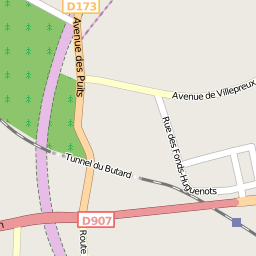 D173
Avenue des Puits
Avenue de Villepreux
Rue des Fonds-Huguenots
Tunnel du Butard
D907
n
Route